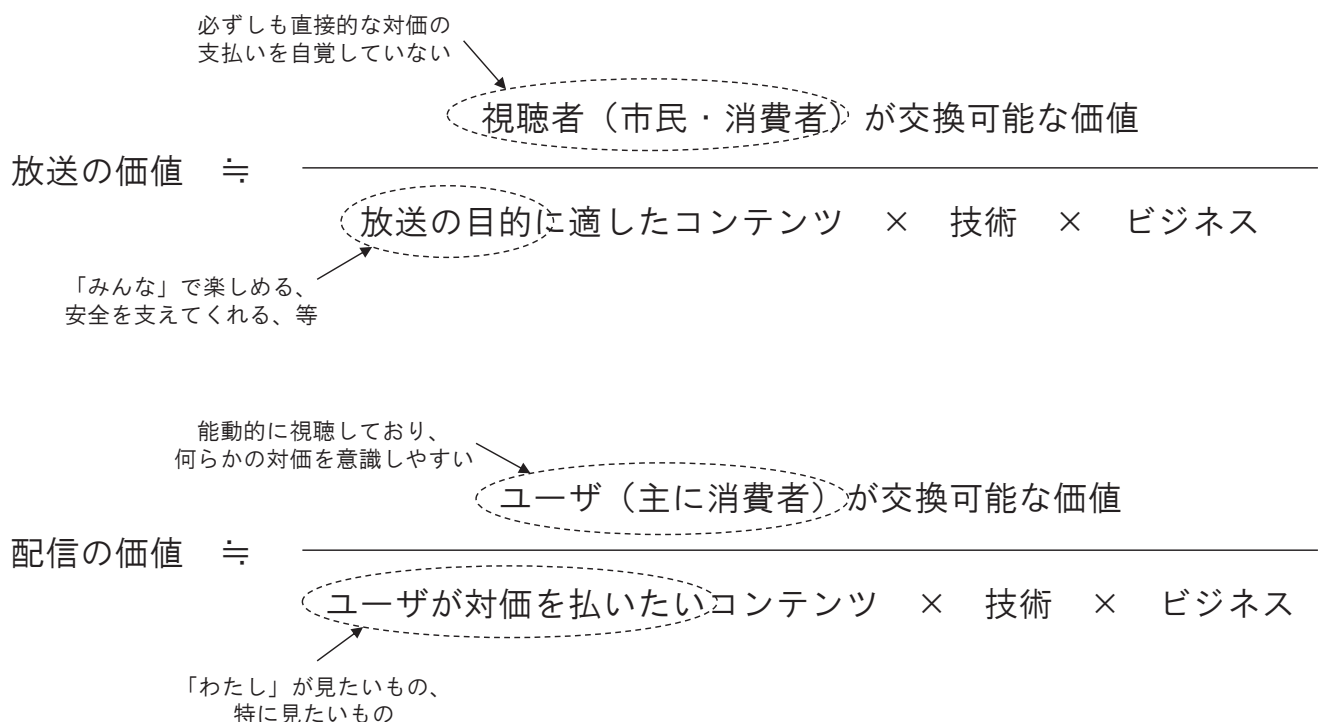 必ずしも直接的な対価の
支払いを自覚していない
視聴者（市民・消費者）が交換可能な価値
放送の価値 ≒
放送の目的に適したコンテンツ × 技術 × ビジネス
「みんな」で楽しめる、
安全を支えてくれる、等
能動的に視聴しており、
何らかの対価を意識しやすい
ユーザ（主に消費者）が交換可能な価値
配信の価値 ≒
ユーザが対価を払いたいコンテンツ × 技術 × ビジネス
「わたし」が見たいもの、
特に見たいもの